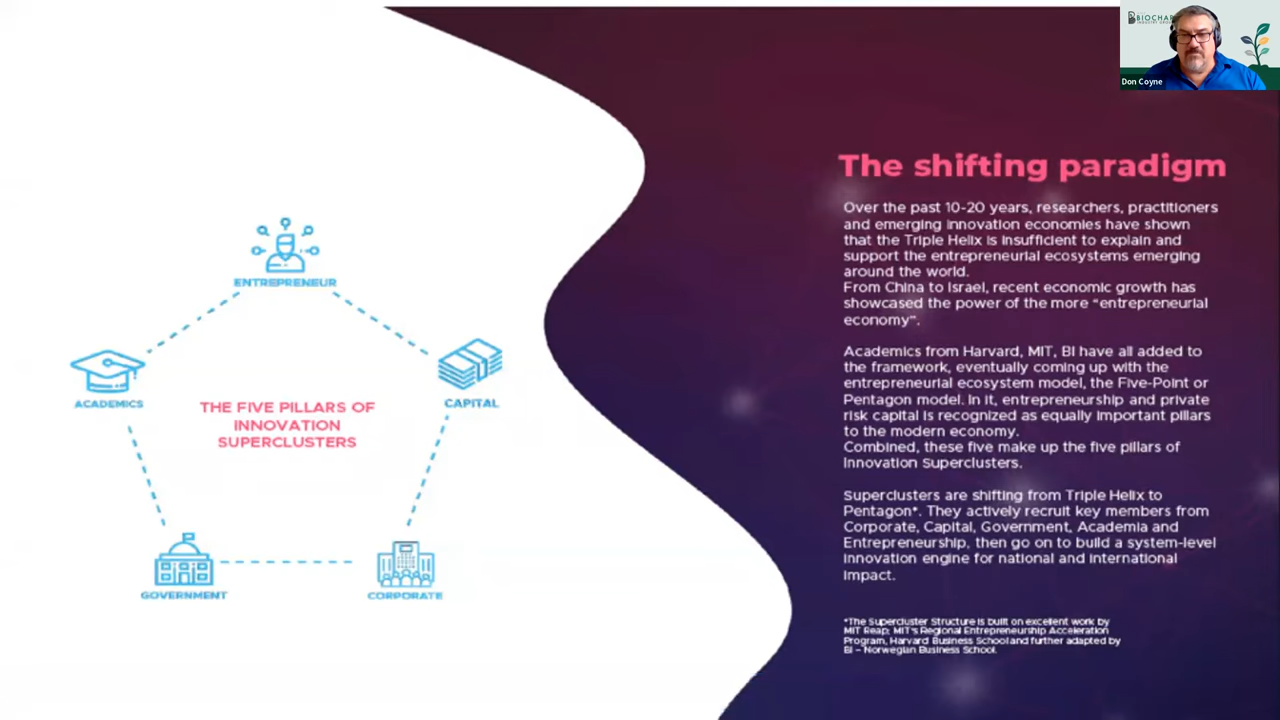 BIOCHAR
INDUSTRY GROUP
Don Coyne
The shifting paradigm
Over the past 10-20 years, researchers, practitioners
and emerging innovation economies have shown
that the Triple Helix is insufficient to explain and
support the entrepreneurial ecosystems emerging
around the world.
From China to Israel, recent economic growth has
showcased the power of the more “entrepreneurial
economy”.
Academics from Harvard, MIT, BI have all added to
the framework, eventually coming up with the
entrepreneurial ecosystem model, the Five-Point or
Pentagon model. In it, entrepreneurship and private
risk capital is recognized as equally important pillars
to the modern economy.
Combined, these five make up the five pillars of
Innovation Superclusters.
Superclusters are shifting from Triple Helix to
Pentagon*. They actively recruit key members from
Corporate, Capital, Government, Academia and
Entrepreneurship, then go on to build a system-level
innovation engine for national and international
impact.
*The Supercluster Structure is built on excellent work by
MIT Reap; MIT's Regional Entrepreneurship Acceleration
Program, Harvard Business School and further adapted by
BI – Norwegian Business School.
ENTREPRENEUR
ACADEMICS
CAPITAL
THE FIVE PILLARS OF
INNOVATION
SUPERCLUSTERS
GOVERNMENT
CORPORATE